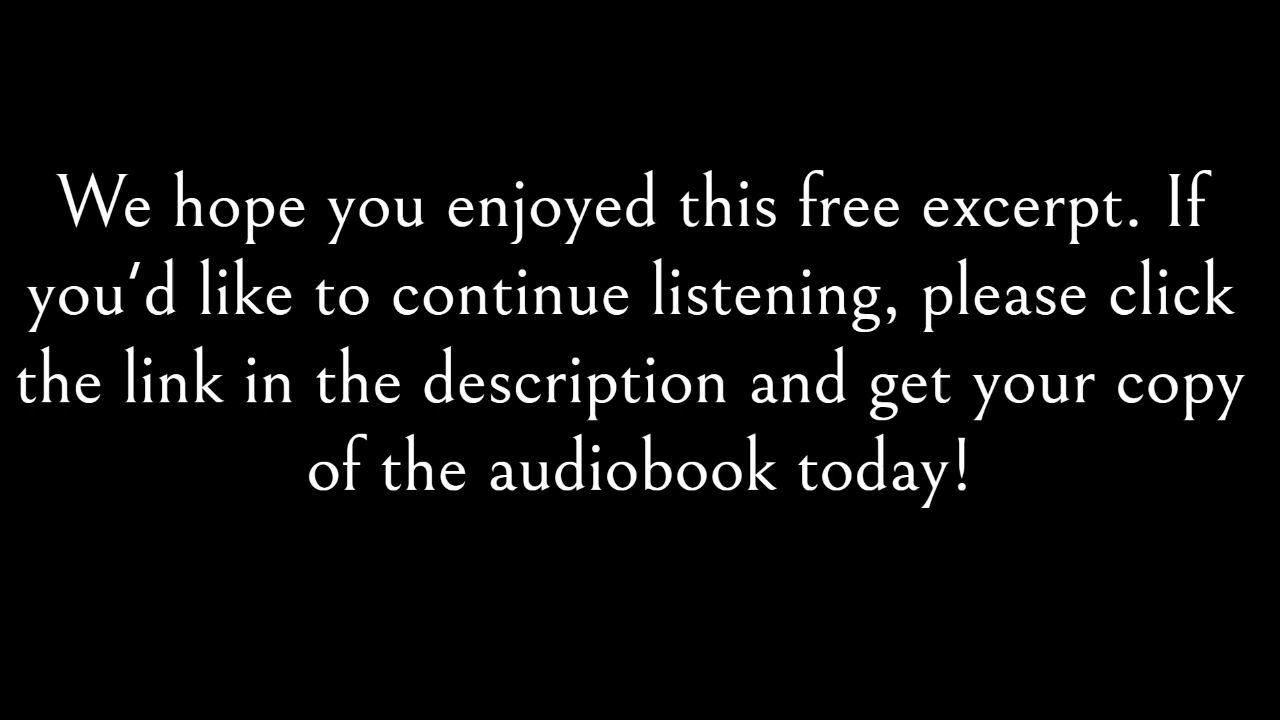 We hope you enjoyed this free excerpt. If
you'd like to continue listening, please click
the link in the description and get your copy
of the audiobook today!